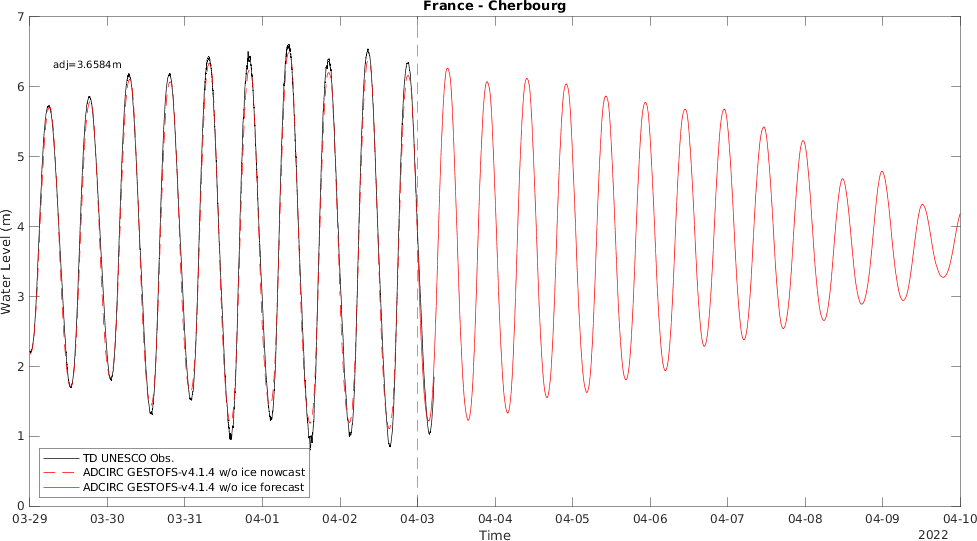 France - Cherbourg
7
adj=3.6584m
6
5
4
3
2
1
0
Water Level (m)
TD UNESCO Obs.
ADCIRC GESTOFS-v4.1.4 w/o ice nowcast
ADCIRC GESTOFS-v4.1.4 w/o ice forecast
03-29 03-30 03-31 04-01 04-02 04-03 04-04 04-05 04-06 04-07 04-08 04-09 04-10
Time
2022